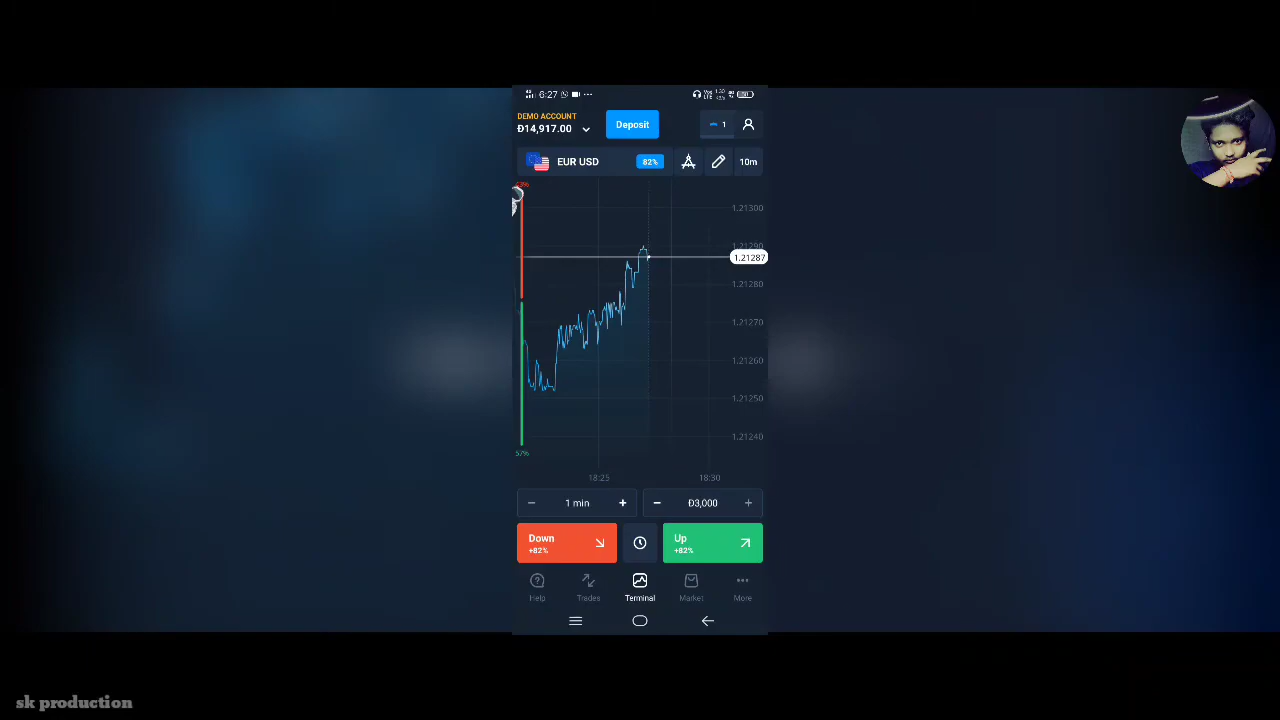 6:27
DEMO ACCOUNT
Đ14,917.00
Deposit
1
EUR USD
82%
10m
1.21300
1.21290
1.21287
1.21280
1.21270
1.21260
1.21250
1.21240
57%
18:25
18:30
− 1 min +
− Đ3,000 +
Down
+82%
Up
+82%
Help
Trades
Terminal
Market
More
sk production